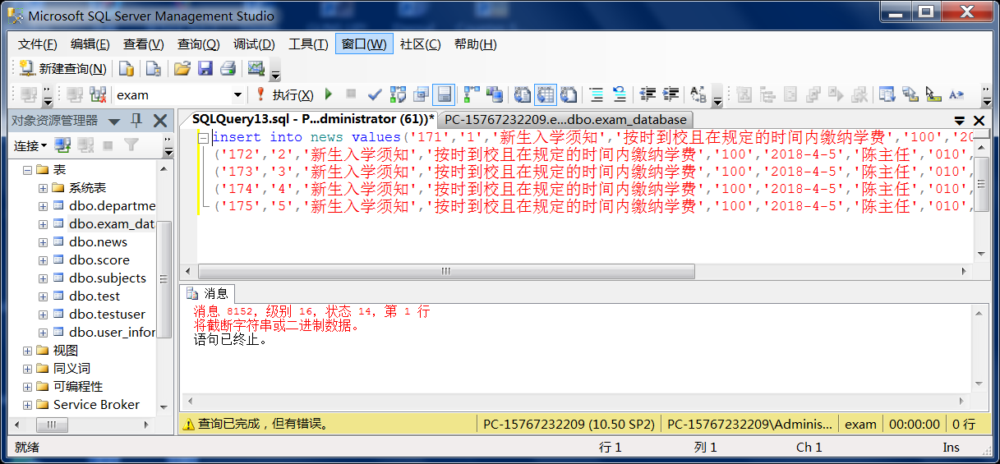 Microsoft SQL Server Management Studio
文件(F) 编辑(E) 查看(V) 查询(Q) 调试(D) 工具(T) 窗口(W) 社区(C) 帮助(H)
新建查询(N)
exam 执行(X)
对象资源管理器
SQLQuery13.sql - P...dministrator (61))* PC-15767232209.e...dbo.exam_database
连接
表
系统表
dbo.departme
dbo.exam_dat
dbo.news
dbo.score
dbo.subjects
dbo.test
dbo.testuser
dbo.user_infor
视图
同义词
可编程性
Service Broker
insert into news values('171','1','新生入学须知','按时到校且在规定的时间内缴纳学费','100','20
('172','2','新生入学须知','按时到校且在规定的时间内缴纳学费','100','2018-4-5','陈主任','010',
('173','3','新生入学须知','按时到校且在规定的时间内缴纳学费','100','2018-4-5','陈主任','010',
('174','4','新生入学须知','按时到校且在规定的时间内缴纳学费','100','2018-4-5','陈主任','010',
('175','5','新生入学须知','按时到校且在规定的时间内缴纳学费','100','2018-4-5','陈主任','010',
消息
消息 8152，级别 16，状态 14，第 1 行
将截断字符串或二进制数据。
语句已终止。
查询已完成，但有错误。 PC-15767232209 (10.50 SP2) PC-15767232209\Adminis... exam 00:00:00 0 行
就绪 行 1 列 1 Ch 1 Ins